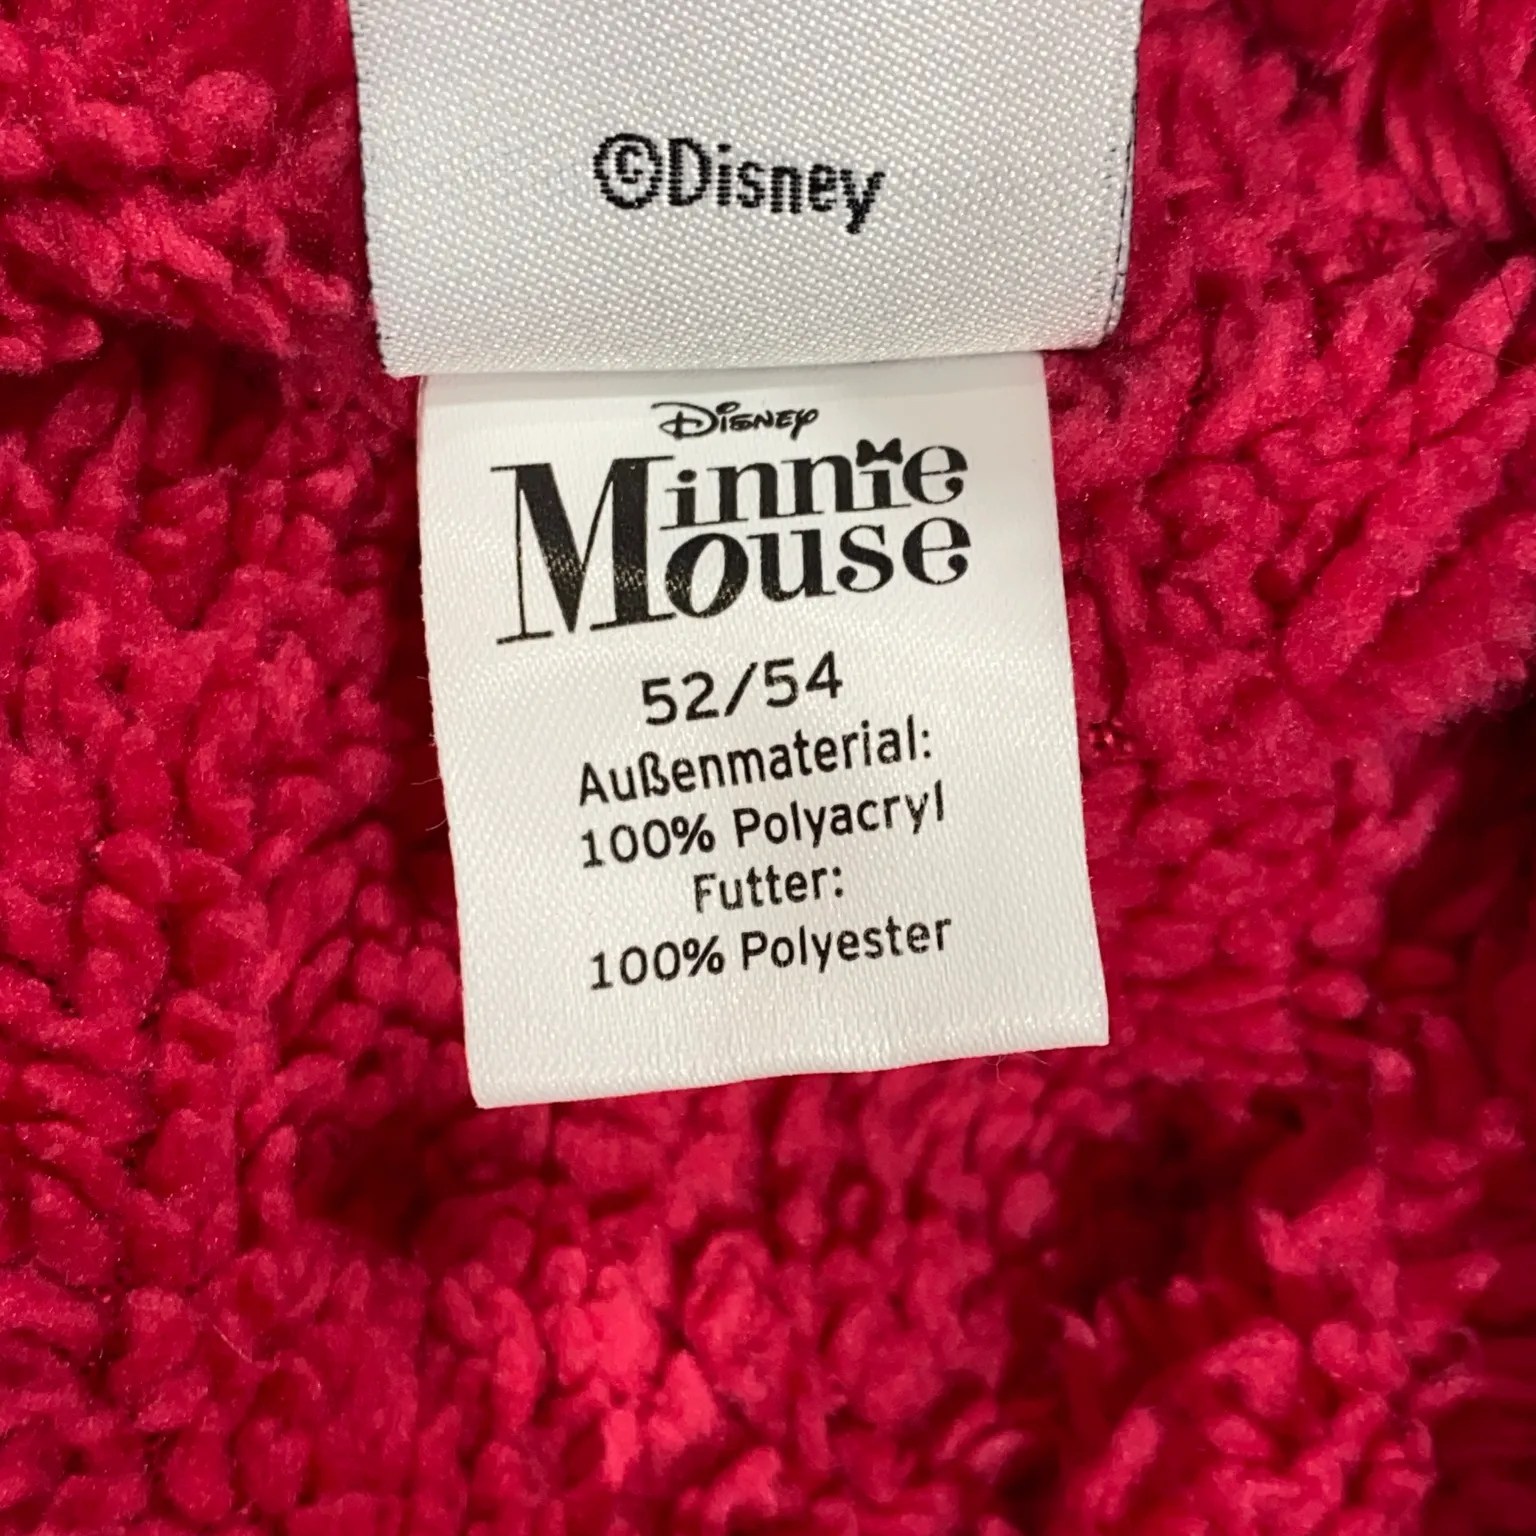 ©Disney
Disney
Minnie
Mouse
52/54
Außenmaterial:
100% Polyacryl
Futter:
100% Polyester